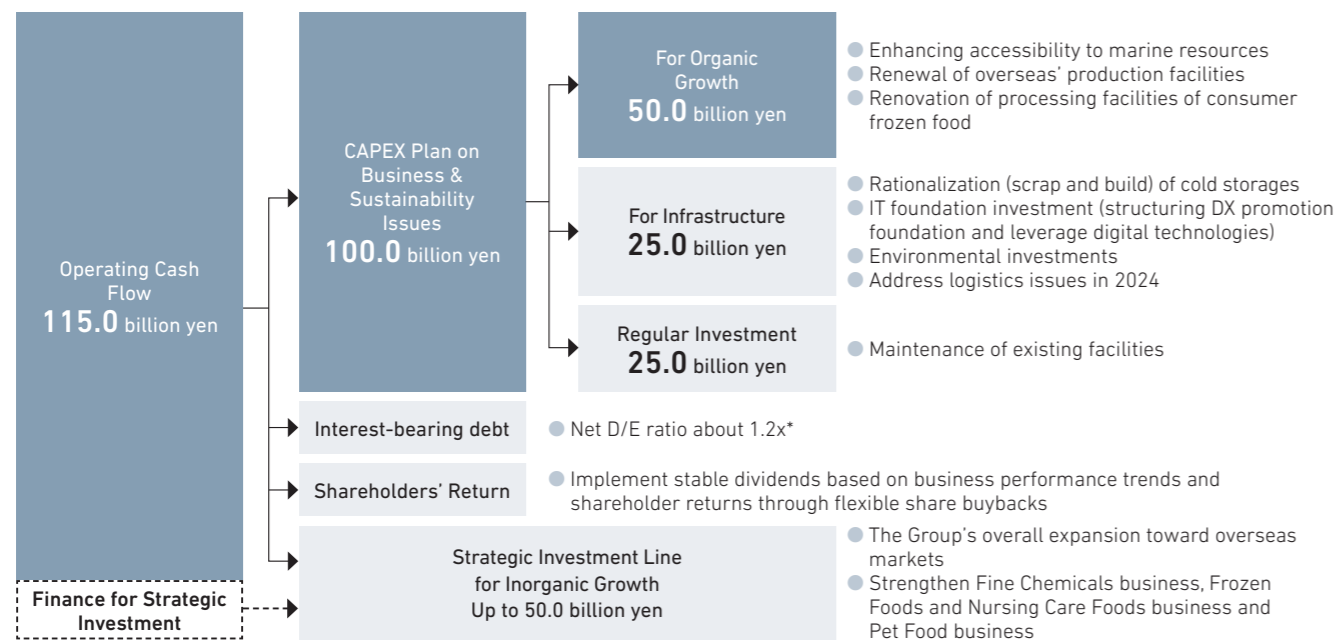 Operating Cash
Flow
115.0 billion yen
Finance for Strategic
Investment
CAPEX Plan on
Business &
Sustainability
Issues
100.0 billion yen
For Organic
Growth
50.0 billion yen
● Enhancing accessibility to marine resources
● Renewal of overseas' production facilities
● Renovation of processing facilities of consumer
frozen food
For Infrastructure
25.0 billion yen
● Rationalization (scrap and build) of cold storages
● IT foundation investment (structuring DX promotion
foundation and leverage digital technologies)
● Environmental investments
● Address logistics issues in 2024
Regular Investment
25.0 billion yen
● Maintenance of existing facilities
Interest-bearing debt
● Net D/E ratio about 1.2x*
Shareholders' Return
● Implement stable dividends based on business performance trends and
shareholder returns through flexible share buybacks
Strategic Investment Line
for Inorganic Growth
Up to 50.0 billion yen
● The Group's overall expansion toward overseas
markets
● Strengthen Fine Chemicals business, Frozen
Foods and Nursing Care Foods business and
Pet Food business